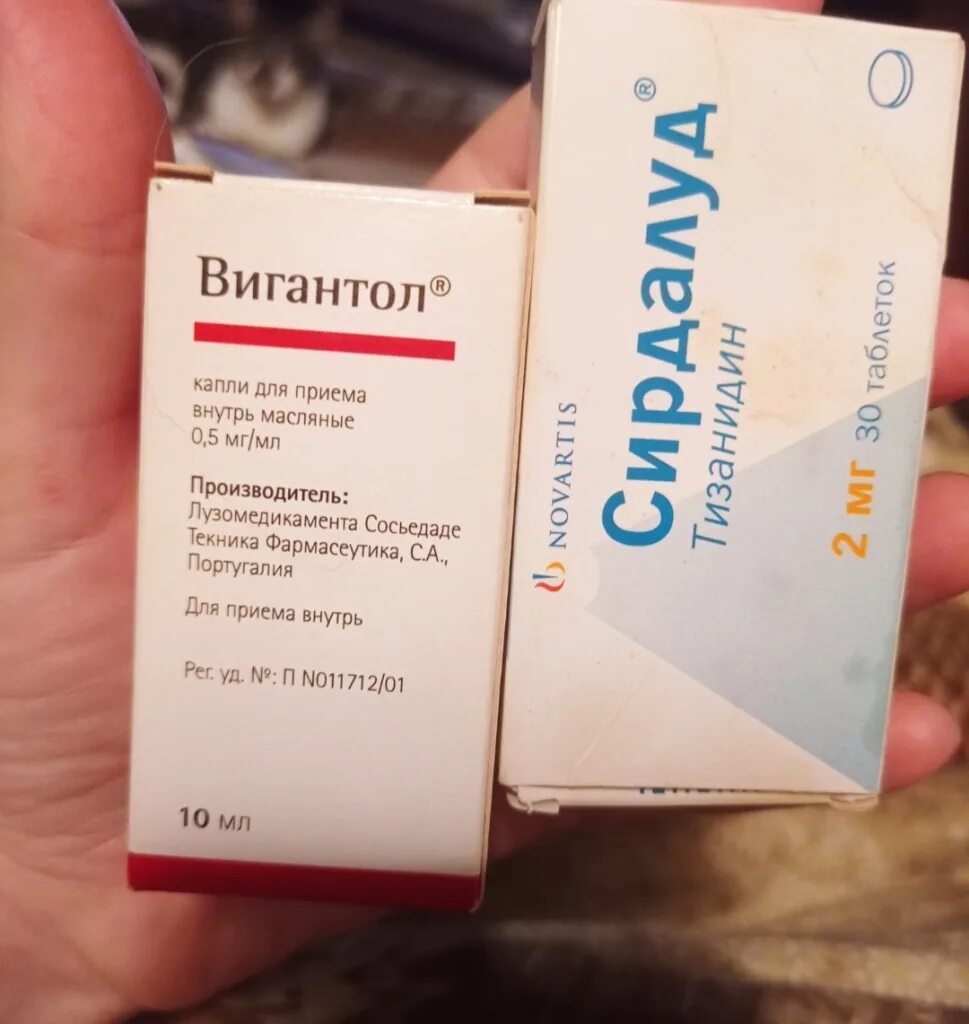 Вигантол®
капли для приема
внутрь масляные
0,5 мг/мл
Производитель:
Лузомедикамента Сосьедаде
Текника Фармасеутика, С.А.,
Португалия
Для приема внутрь
Рег. уд. №: П N011712/01
10 мл
NOVARTIS
Сирдалуд®
Тизанидин
2 мг 30 таблеток